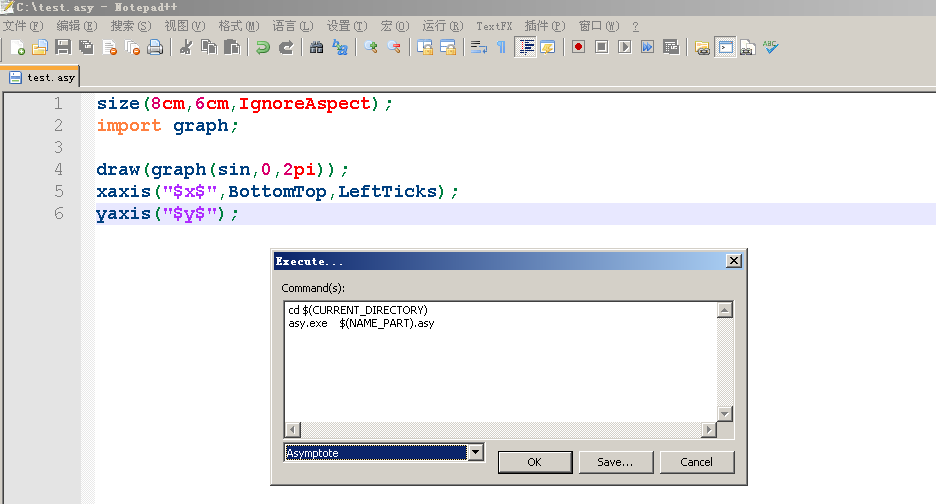 C:\test.asy - Notepad++
文件(F) 编辑(E) 搜索(S) 视图(V) 格式(M) 语言(L) 设置(T) 宏(O) 运行(R) TextFX 插件(P) 窗口(W) ?
test.asy
1 size(8cm,6cm,IgnoreAspect);
2 import graph;
3
4 draw(graph(sin,0,2pi));
5 xaxis("$x$",BottomTop,LeftTicks);
6 yaxis("$y$");
Execute...
Command(s):
cd $(CURRENT_DIRECTORY)
asy.exe $(NAME_PART).asy
Asymptote
OK Save... Cancel